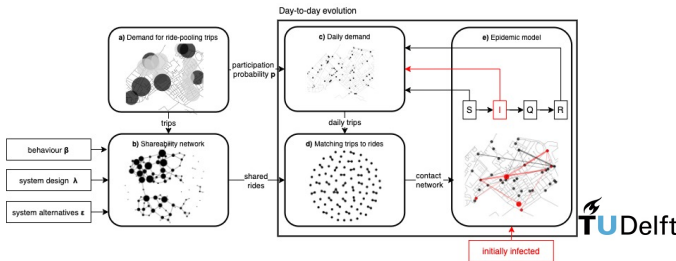 Day-to-day evolution
a) Demand for ride-pooling trips
participation
probability p
c) Daily demand
e) Epidemic model
S
I
Q
R
trips
daily trips
behaviour β
system design λ
system alternatives ε
b) Shareability network
shared
rides
d) Matching trips to rides
contact
network
initially infected
TUDelft